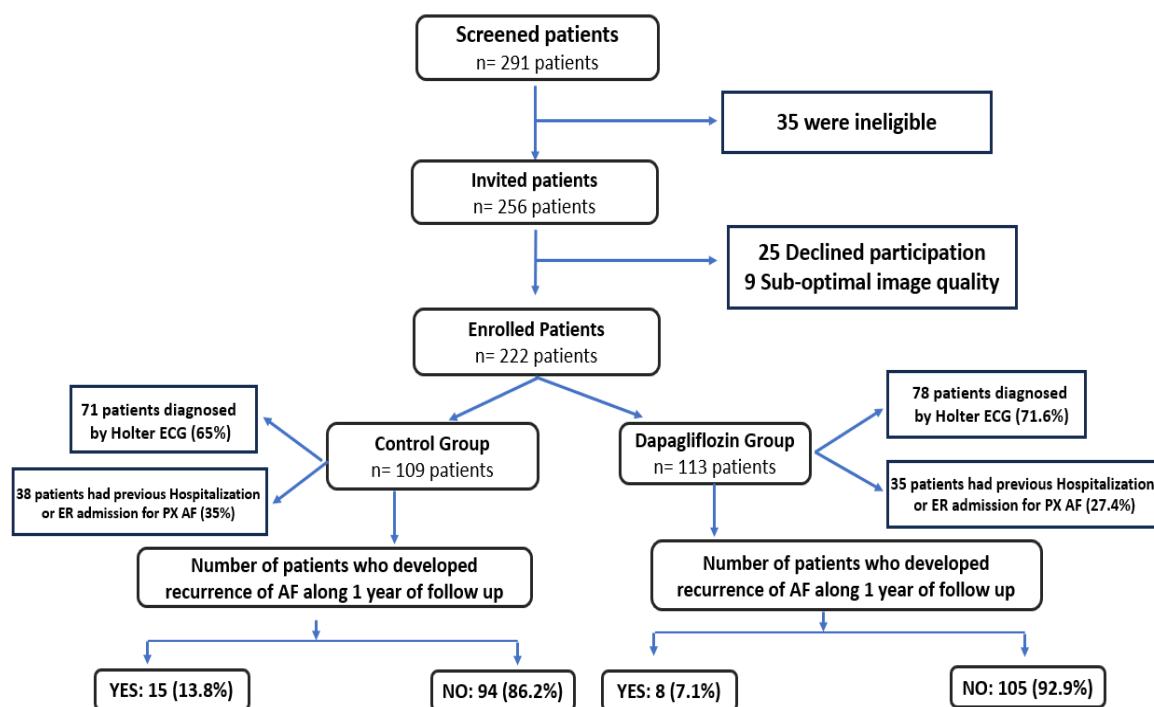 Screened patients
n= 291 patients
35 were ineligible
Invited patients
n= 256 patients
25 Declined participation
9 Sub-optimal image quality
Enrolled Patients
n= 222 patients
71 patients diagnosed
by Holter ECG (65%)
38 patients had previous Hospitalization
or ER admission for PX AF (35%)
Control Group
n= 109 patients
Dapagliflozin Group
n= 113 patients
78 patients diagnosed
by Holter ECG (71.6%)
35 patients had previous Hospitalization
or ER admission for PX AF (27.4%)
Number of patients who developed
recurrence of AF along 1 year of follow up
Number of patients who developed
recurrence of AF along 1 year of follow up
YES: 15 (13.8%)
NO: 94 (86.2%)
YES: 8 (7.1%)
NO: 105 (92.9%)